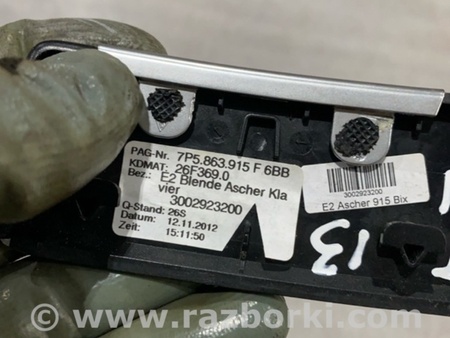 PAG-Nr. 7P5.863.915 F 6BB
KDMAT: 26F369.0
Bez.: E2 Blende Ascher Kla
vier
3002923200
Q-Stand: 26S
Datum: 12.11.2012
Zeit: 15:11:50
3002923200
E2 Ascher 915 Blx
13
www.razborki.com